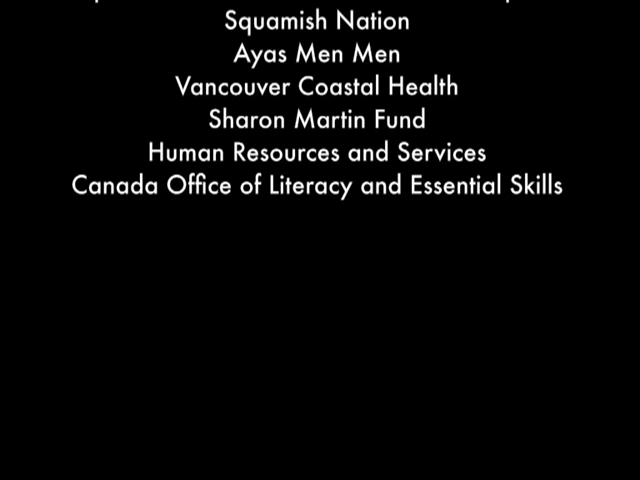 Squamish Nation
Ayas Men Men
Vancouver Coastal Health
Sharon Martin Fund
Human Resources and Services
Canada Office of Literacy and Essential Skills